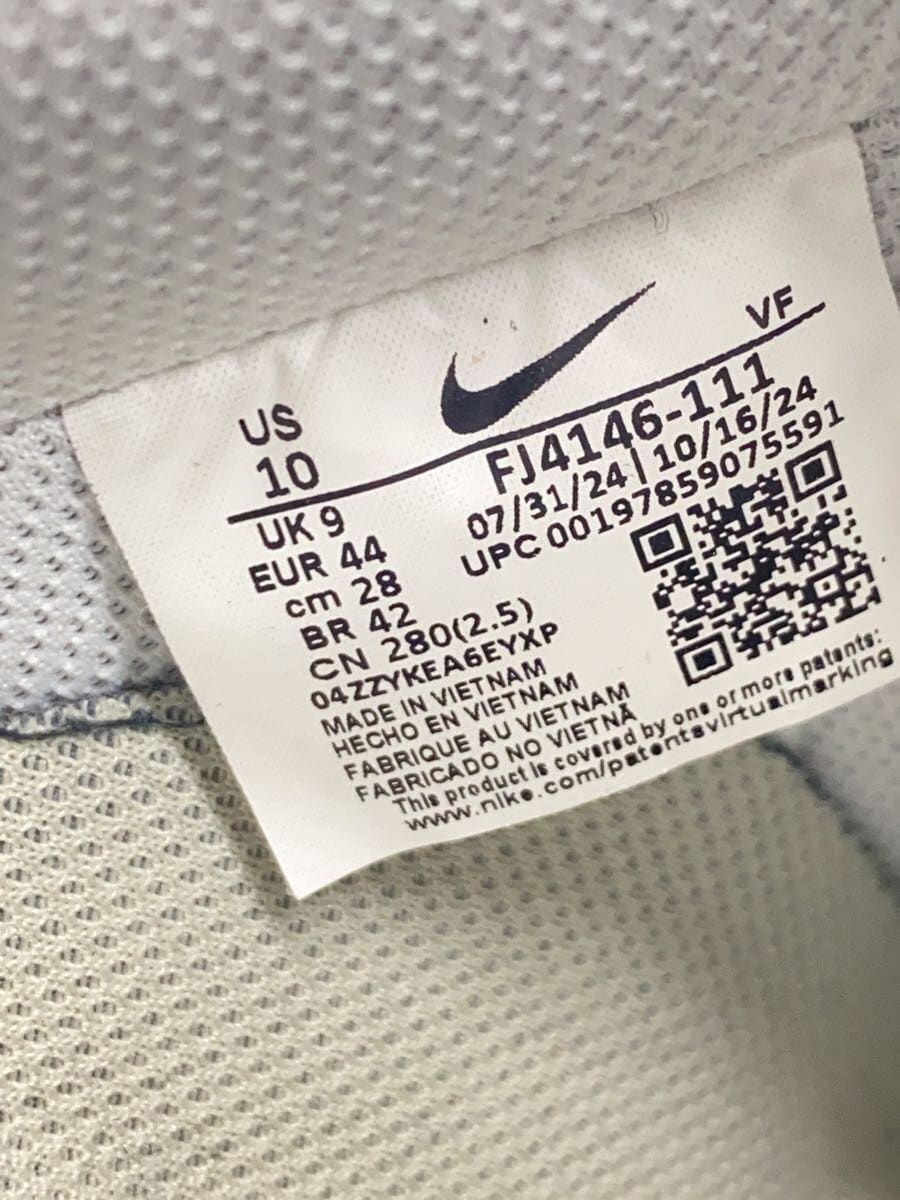 VF
US
10
FJ4146-111
07/31/24 | 10/16/24
UPC 00197859075591
UK 9
EUR 44
cm 28
BR 42
CN 280(2.5)
04ZZYKEA6EYXP
MADE IN VIETNAM
HECHO EN VIETNAM
FABRIQUE AU VIETNAM
FABRICADO NO VIETNÃ
This product is covered by one or more patents:
www.nike.com/patentsvirtualmarking